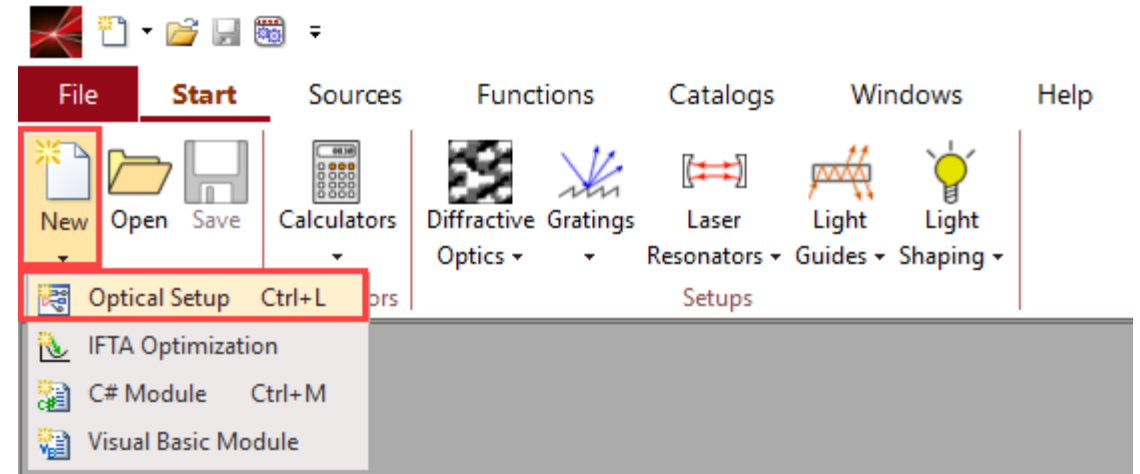 File Start Sources Functions Catalogs Windows Help
New Open Save Calculators Diffractive Gratings Laser Light Light
Optics Resonators Guides Shaping
Optical Setup Ctrl+L ors Setups
IFTA Optimization
C# Module Ctrl+M
Visual Basic Module